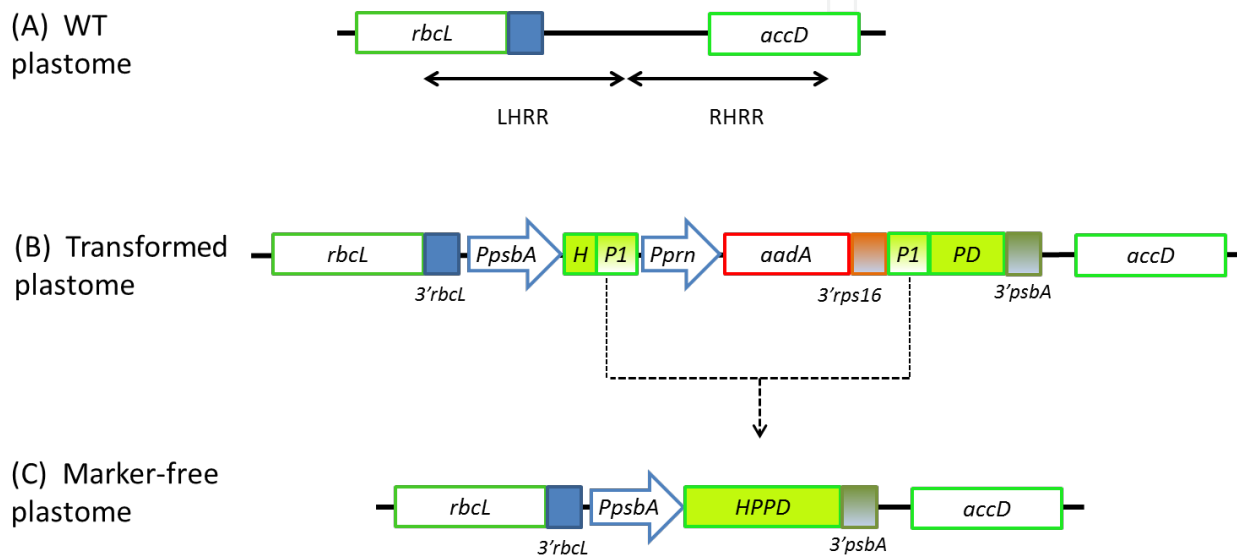 (A) WT
plastome
rbcL
accD
LHRR
RHRR
(B) Transformed
plastome
rbcL
PpsbA
H
P1
Pprn
aadA
P1
PD
accD
3'rbcL
3'rps16
3'psbA
(C) Marker-free
plastome
rbcL
PpsbA
HPPD
accD
3'rbcL
3'psbA